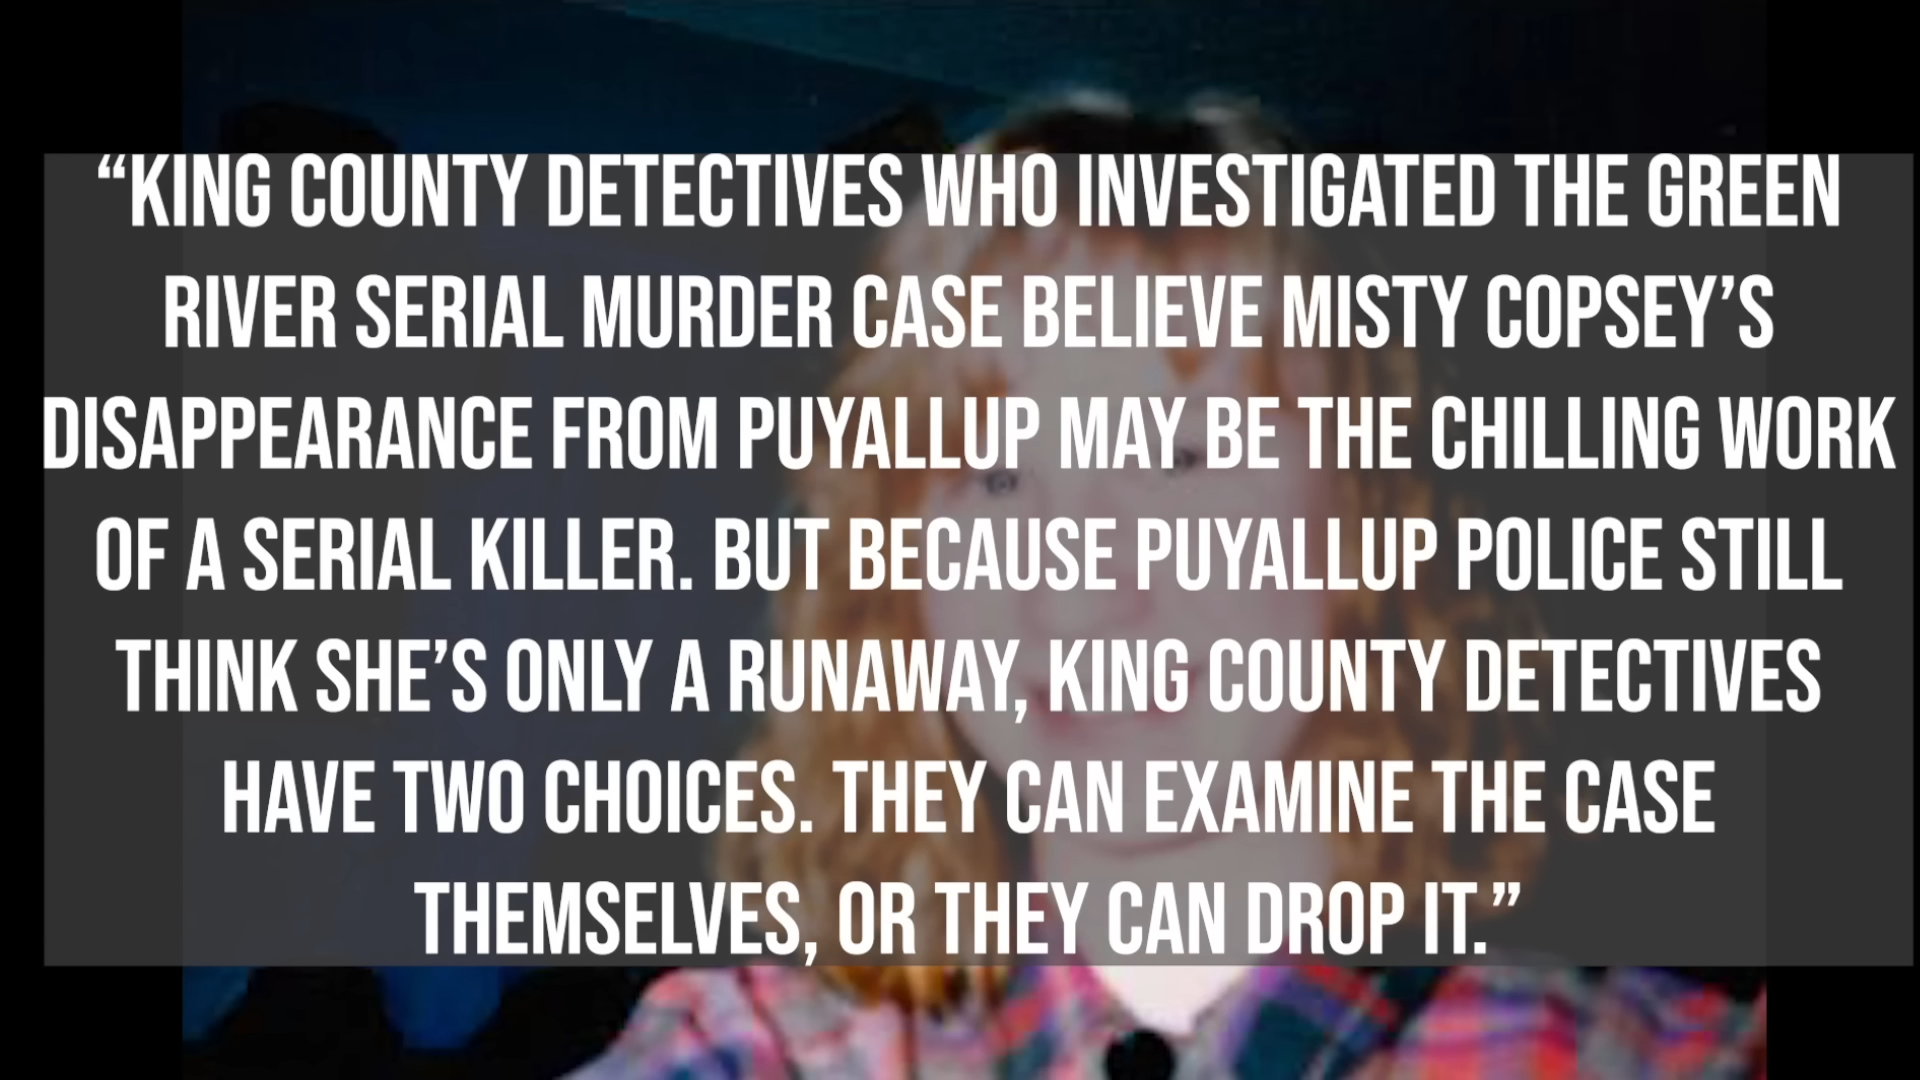 “KING COUNTY DETECTIVES WHO INVESTIGATED THE GREEN
RIVER SERIAL MURDER CASE BELIEVE MISTY COPSEY’S
DISAPPEARANCE FROM PUYALLUP MAY BE THE CHILLING WORK
OF A SERIAL KILLER. BUT BECAUSE PUYALLUP POLICE STILL
THINK SHE’S ONLY A RUNAWAY, KING COUNTY DETECTIVES
HAVE TWO CHOICES. THEY CAN EXAMINE THE CASE
THEMSELVES, OR THEY CAN DROP IT.”